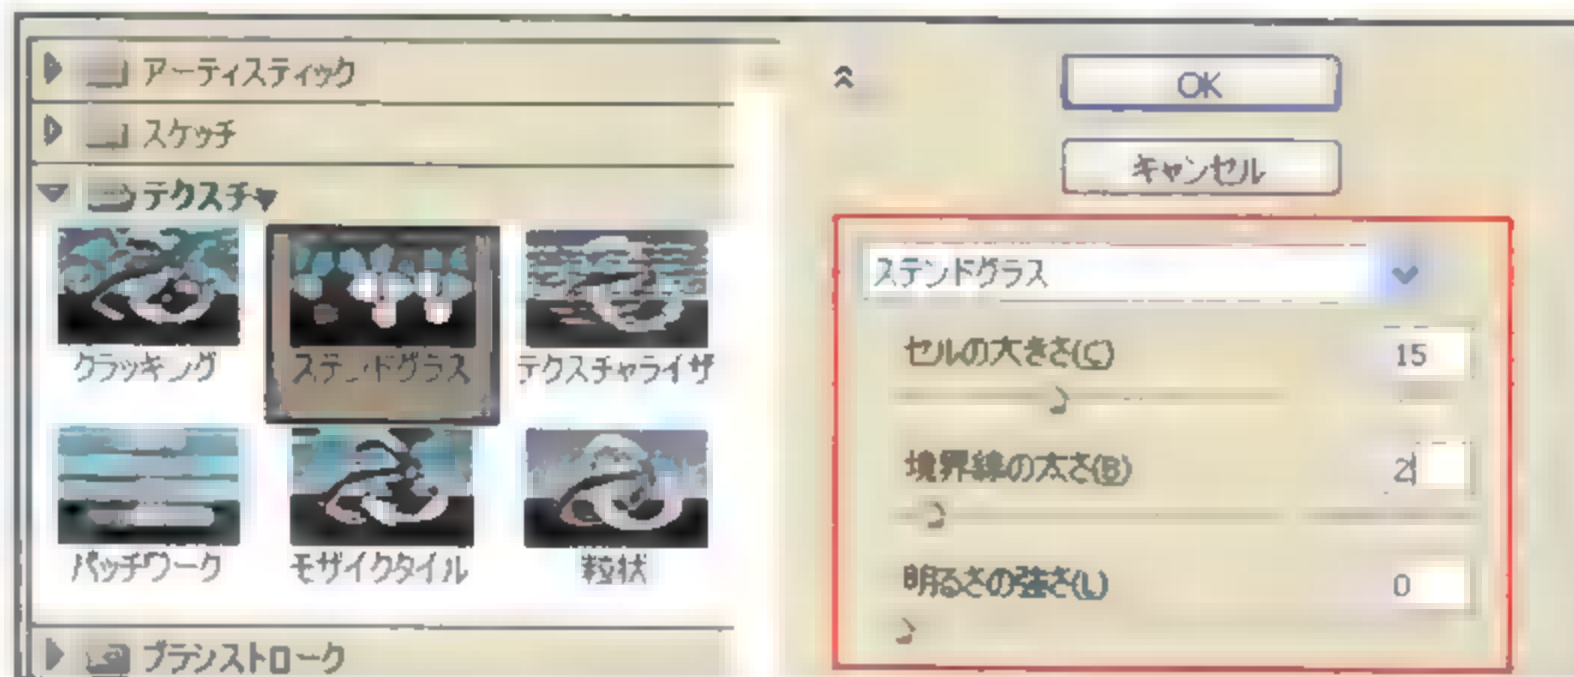 アーティスティック
スケッチ
テクスチャ
クラッキング
ステンドグラス
テクスチャライザ
パッチワーク
モザイクタイル
粒状
ブラシストローク
OK
キャンセル
ステンドグラス
セルの大きさ(C) 15
境界線の太さ(B) 2
明るさの強さ(L) 0